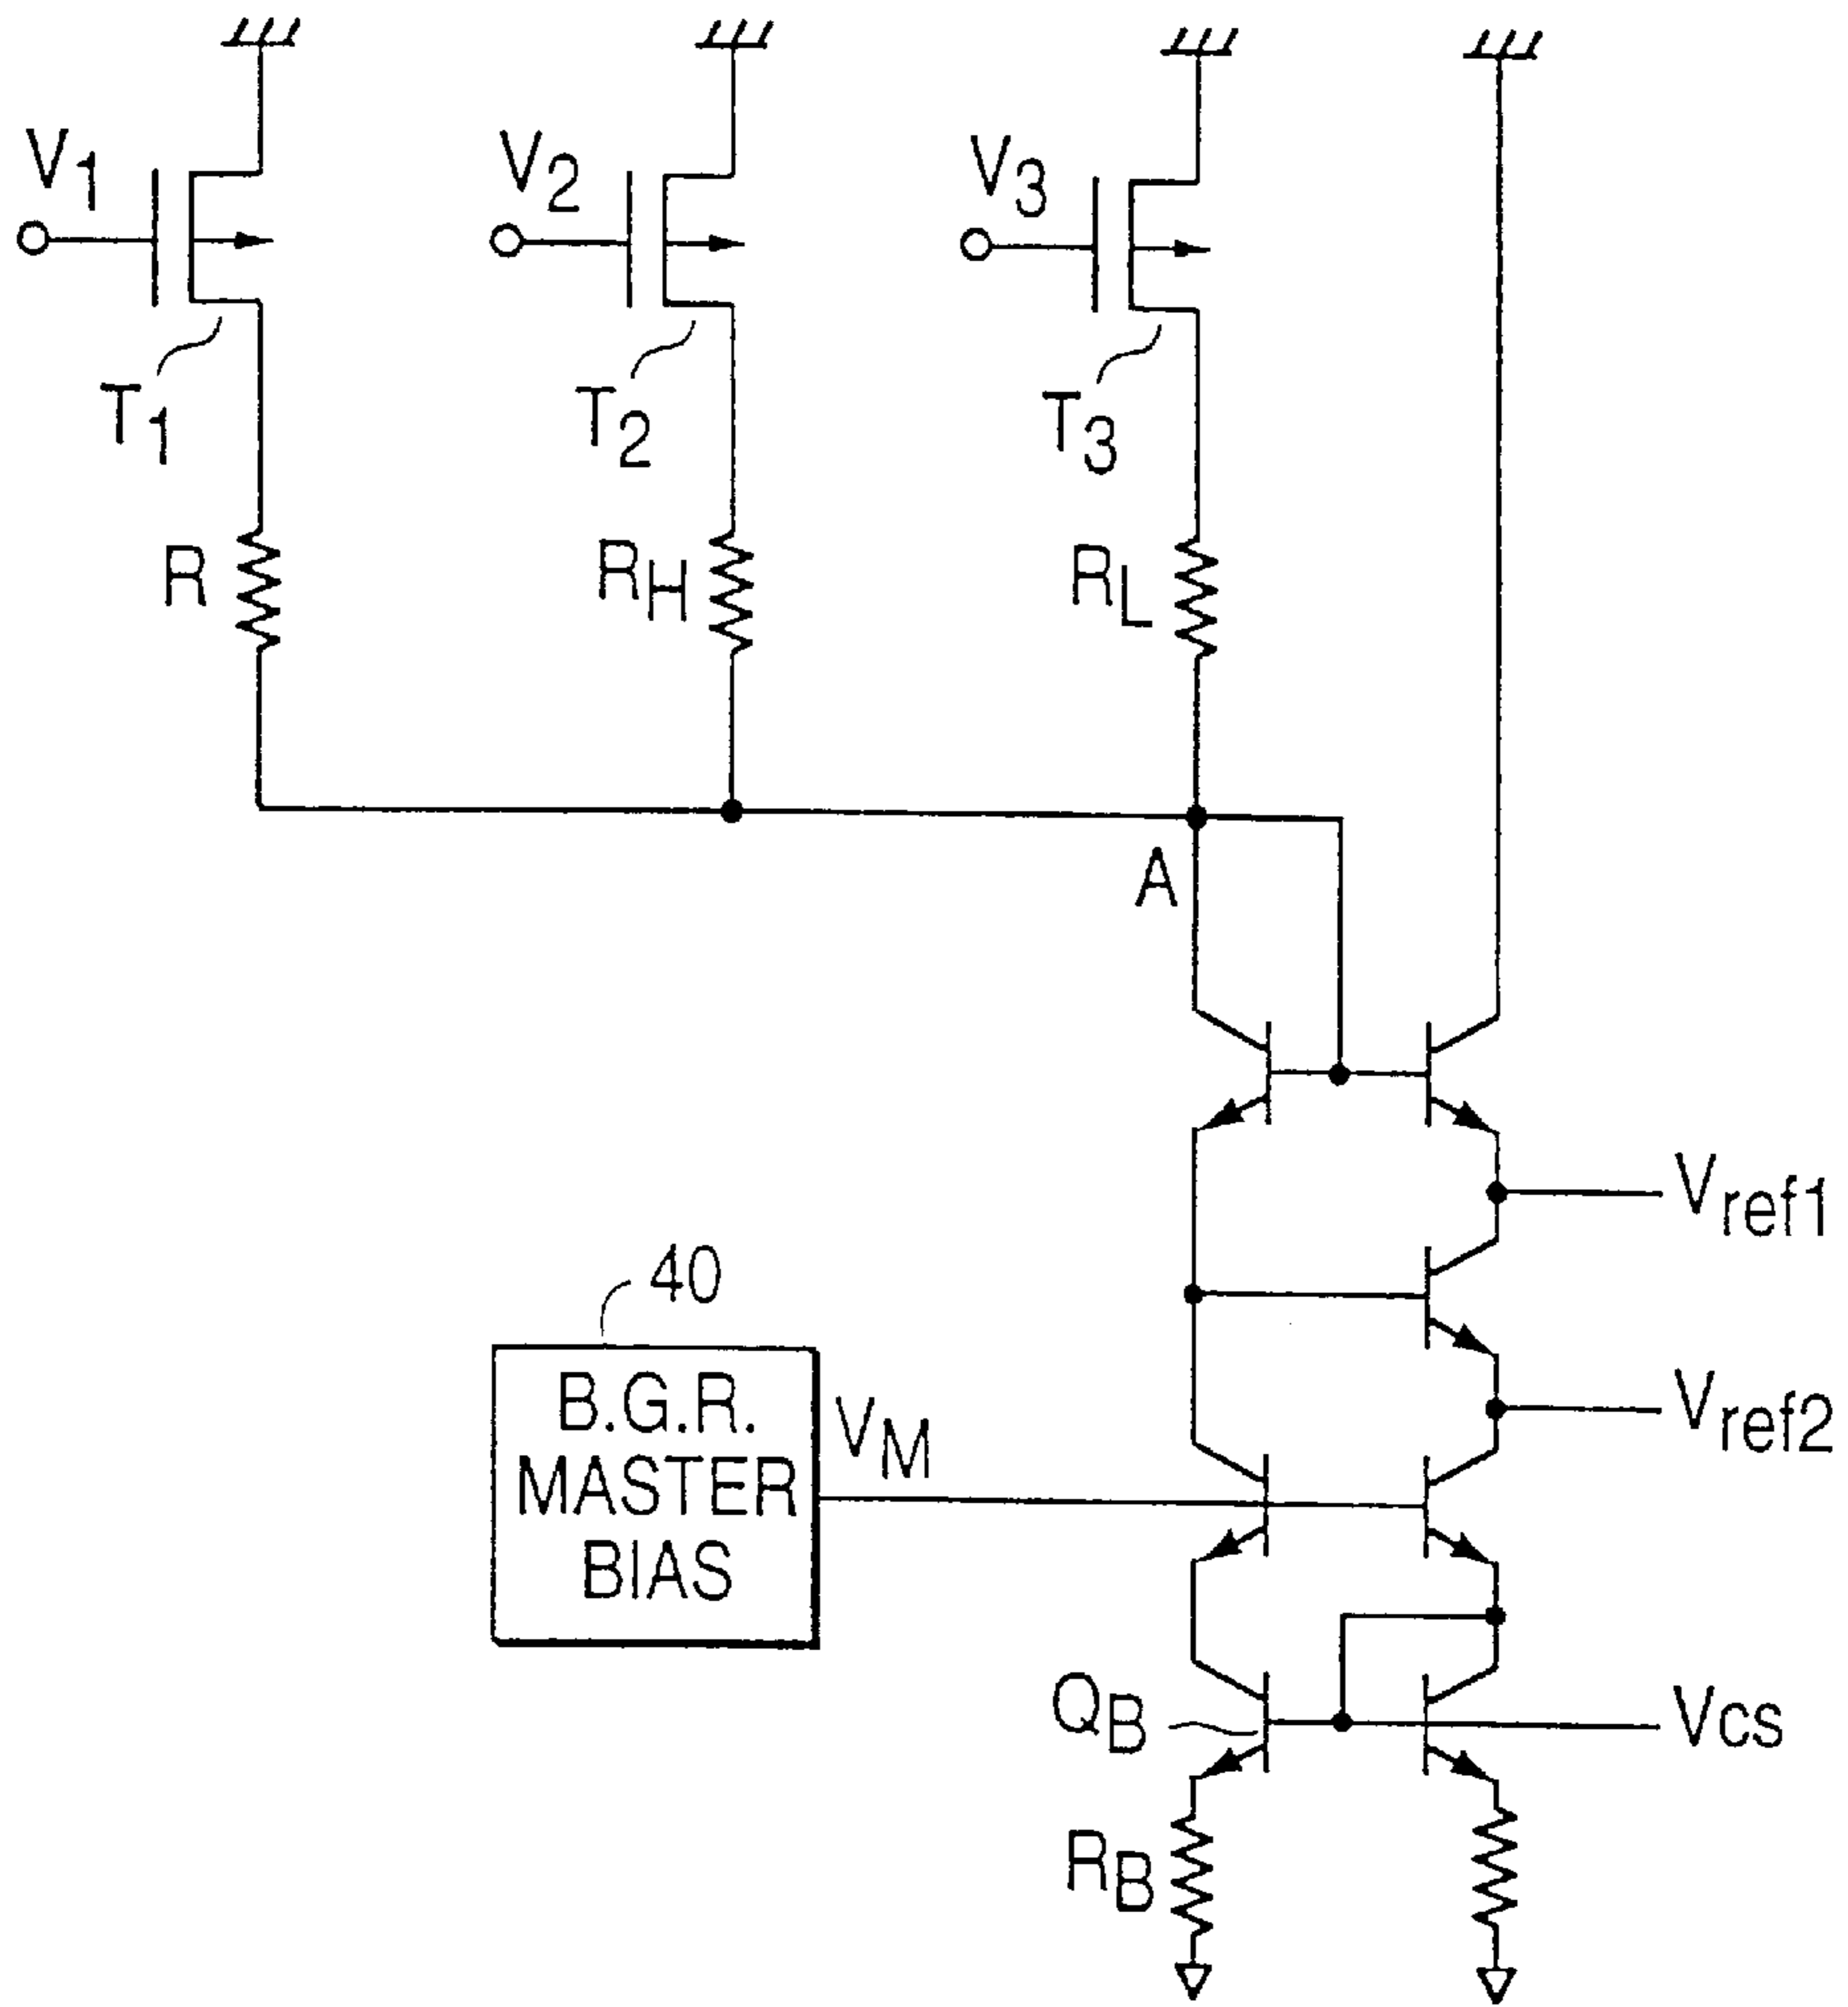 V1
V2
V3
T1
T2
T3
R
RH
RL
A
Vref1
40
B.G.R.
MASTER
BIAS
VM
Vref2
QB
Vcs
RB